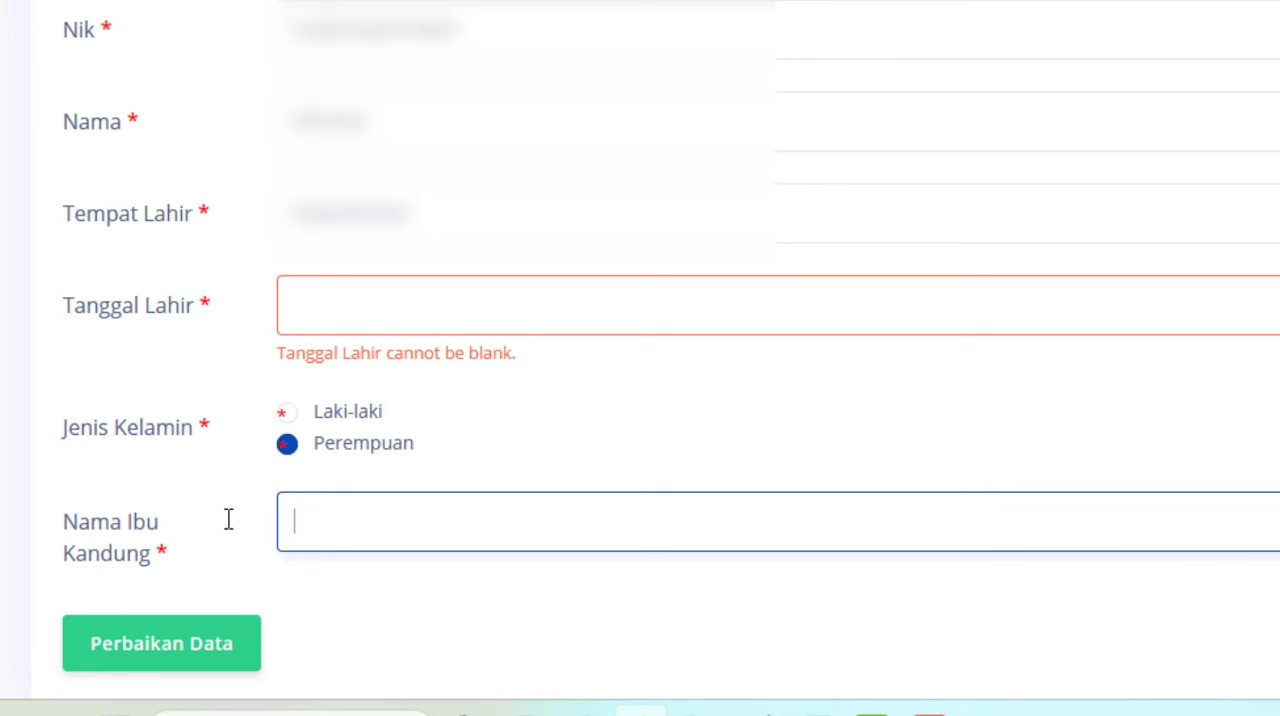 Nik *
Nama *
Tempat Lahir *
Tanggal Lahir *
Tanggal Lahir cannot be blank.
Jenis Kelamin *
* Laki-laki
* Perempuan
Nama Ibu
Kandung *
Perbaikan Data